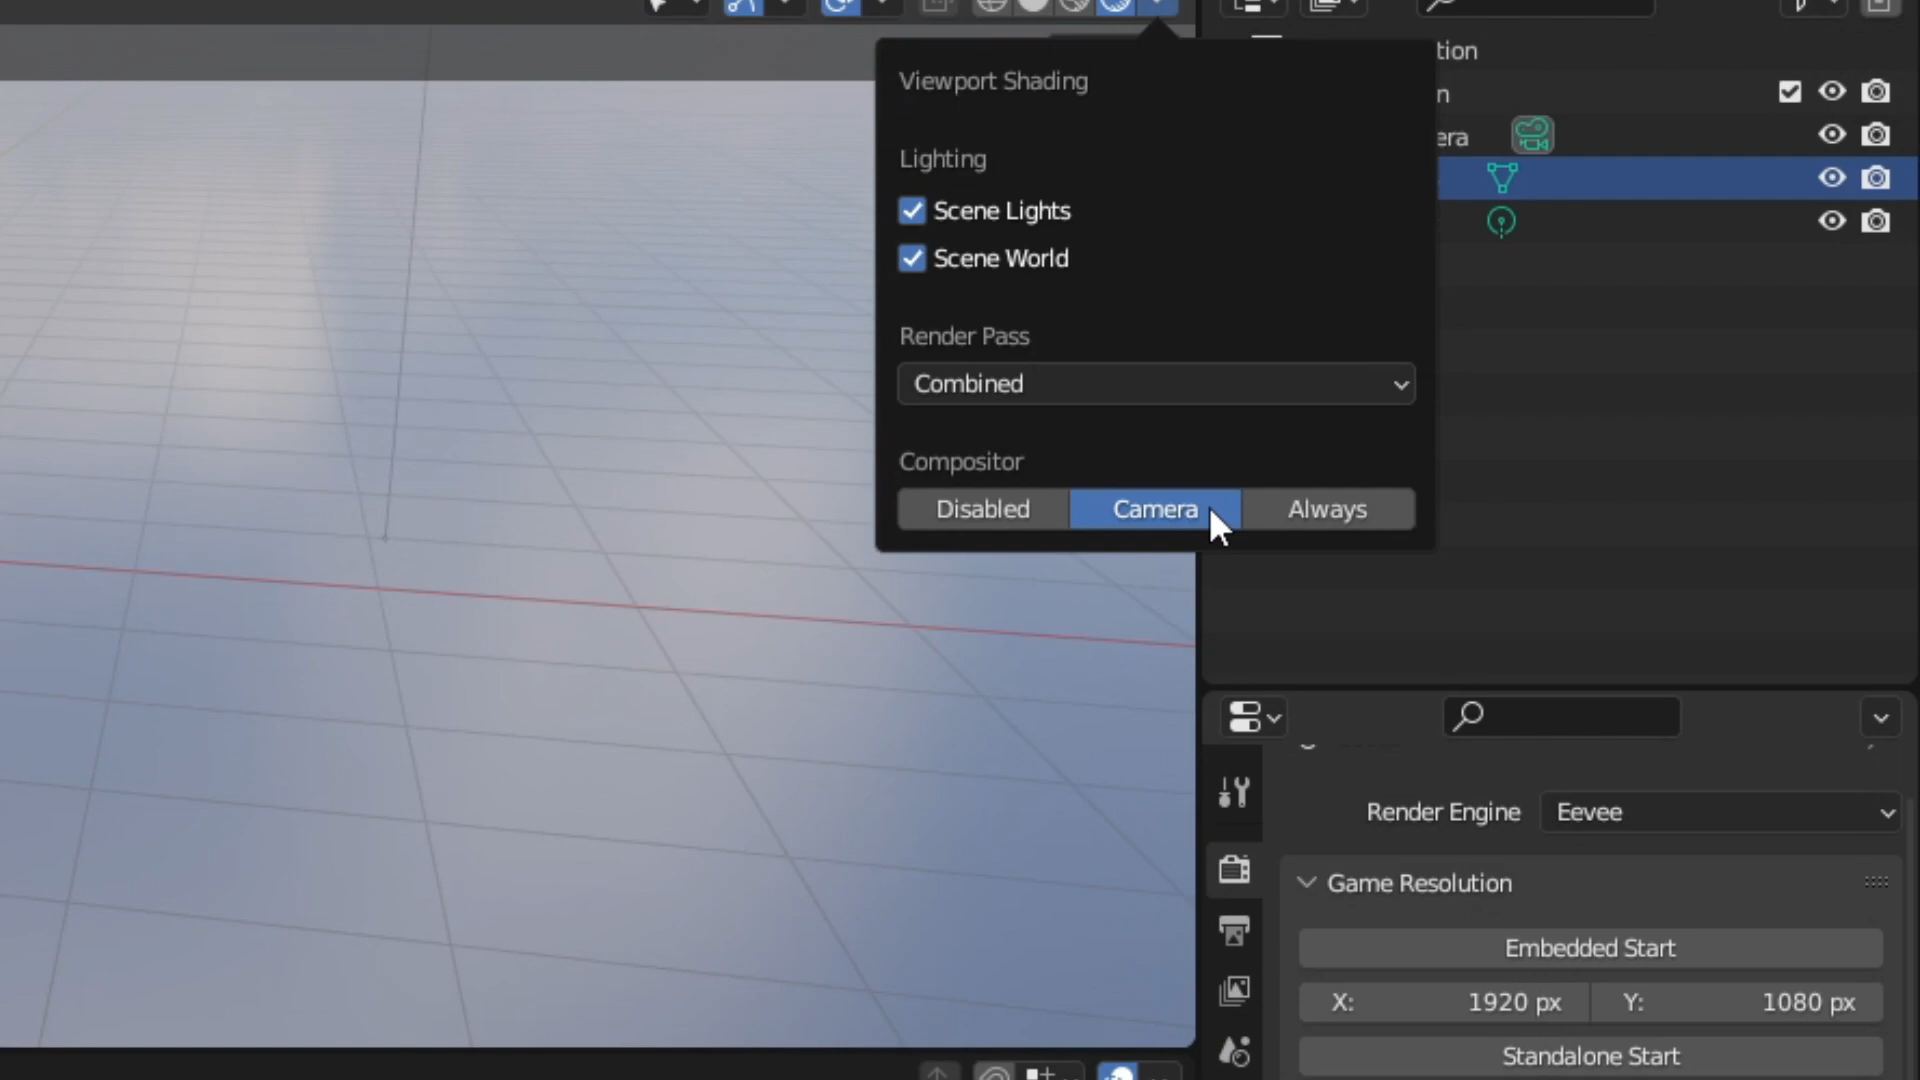 Viewport Shading
Lighting
Scene Lights
Scene World
Render Pass
Combined
Compositor
Disabled Camera Always
tion
n
era
Render Engine Eevee
Game Resolution
Embedded Start
X: 1920 px Y: 1080 px
Standalone Start